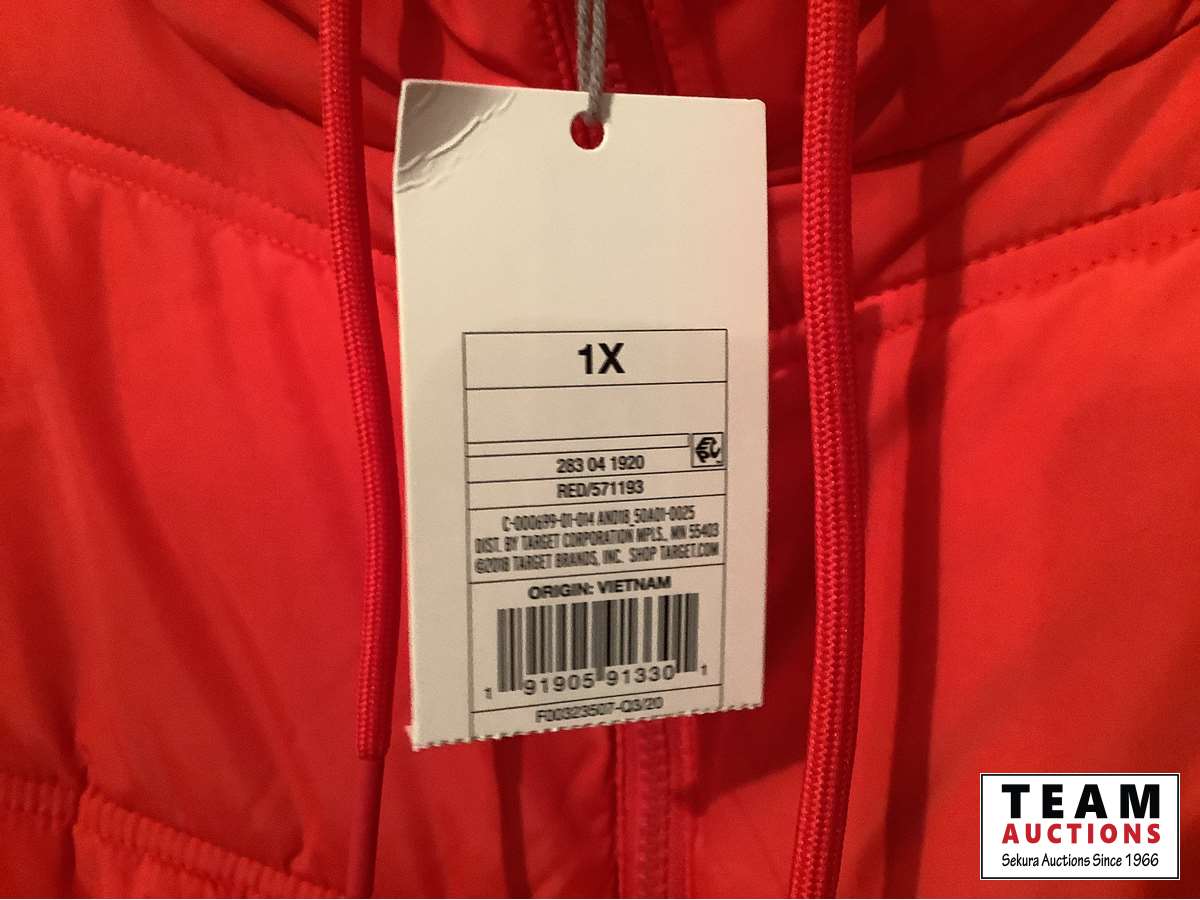 1X
283 04 1920
RED/571193
C-000699-01-014 AND18_50A01-0025
DIST. BY TARGET CORPORATION MPLS., MN 55403
©2018 TARGET BRANDS, INC. SHOP TARGET.COM
ORIGIN: VIETNAM
1 91905 91330 1
F00323507-Q3/20
TEAM
AUCTIONS
Sekura Auctions Since 1966